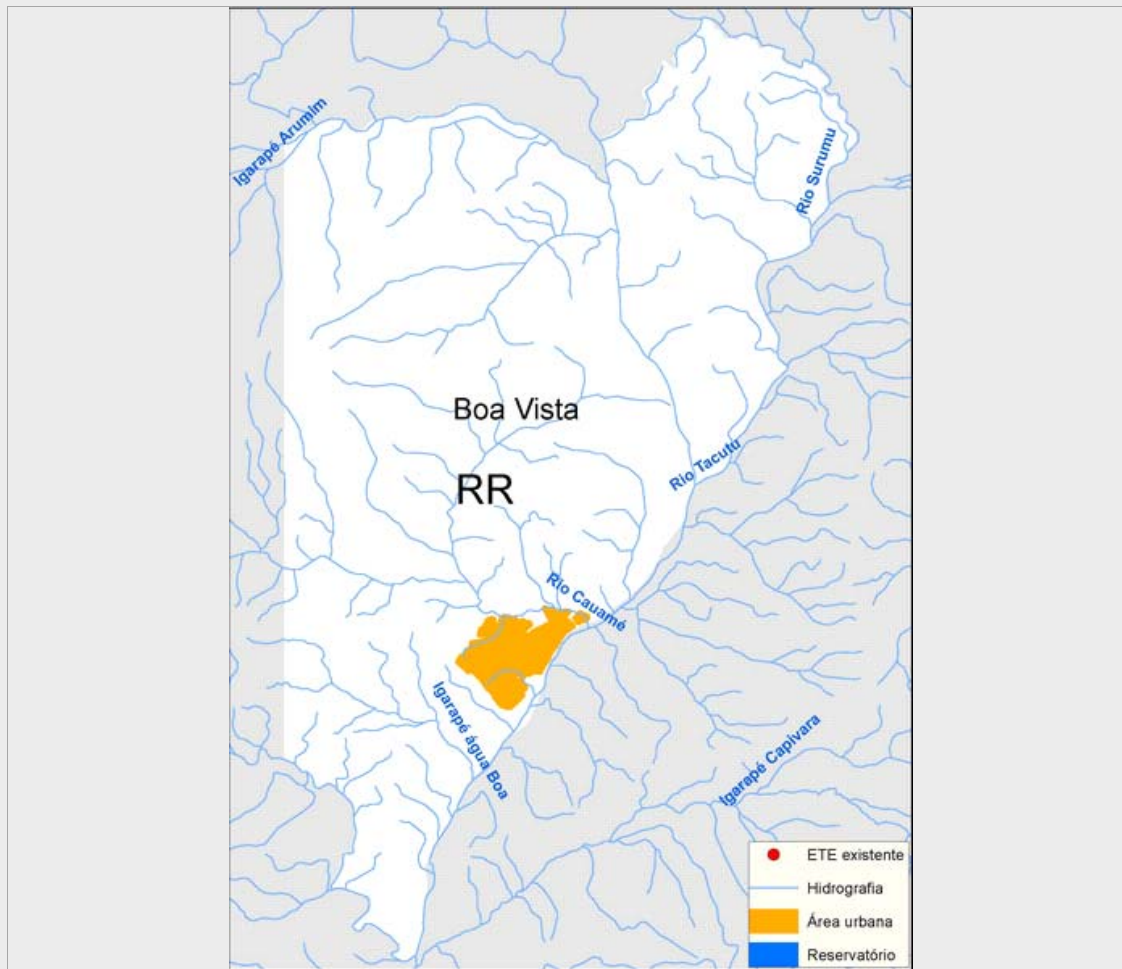 Igarapé Arumim
Rio Surumu
Boa Vista
Rio Tacutu
RR
Rio Cauamé
Igarapé água Boa
Igarapé Capivara
ETE existente
Hidrografia
Área urbana
Reservatório